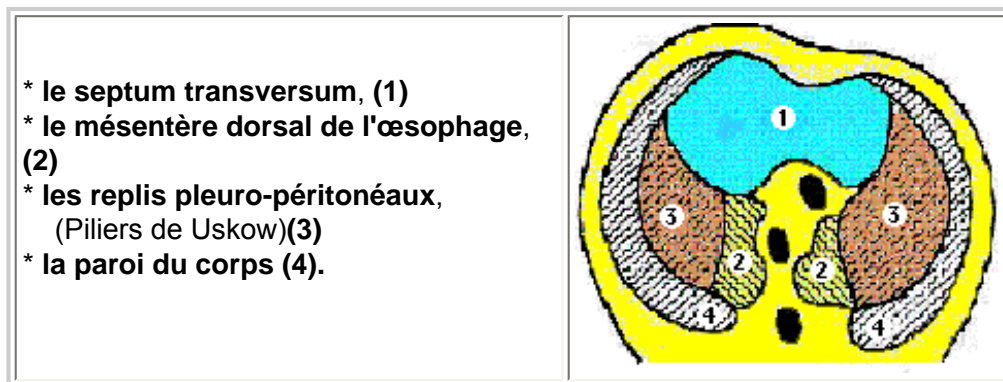 * le septum transversum, (1)
* le mésentère dorsal de l'œsophage,
(2)
* les replis pleuro-péritonéaux,
(Piliers de Uskow)(3)
* la paroi du corps (4).
1
3
3
2
2
4
4